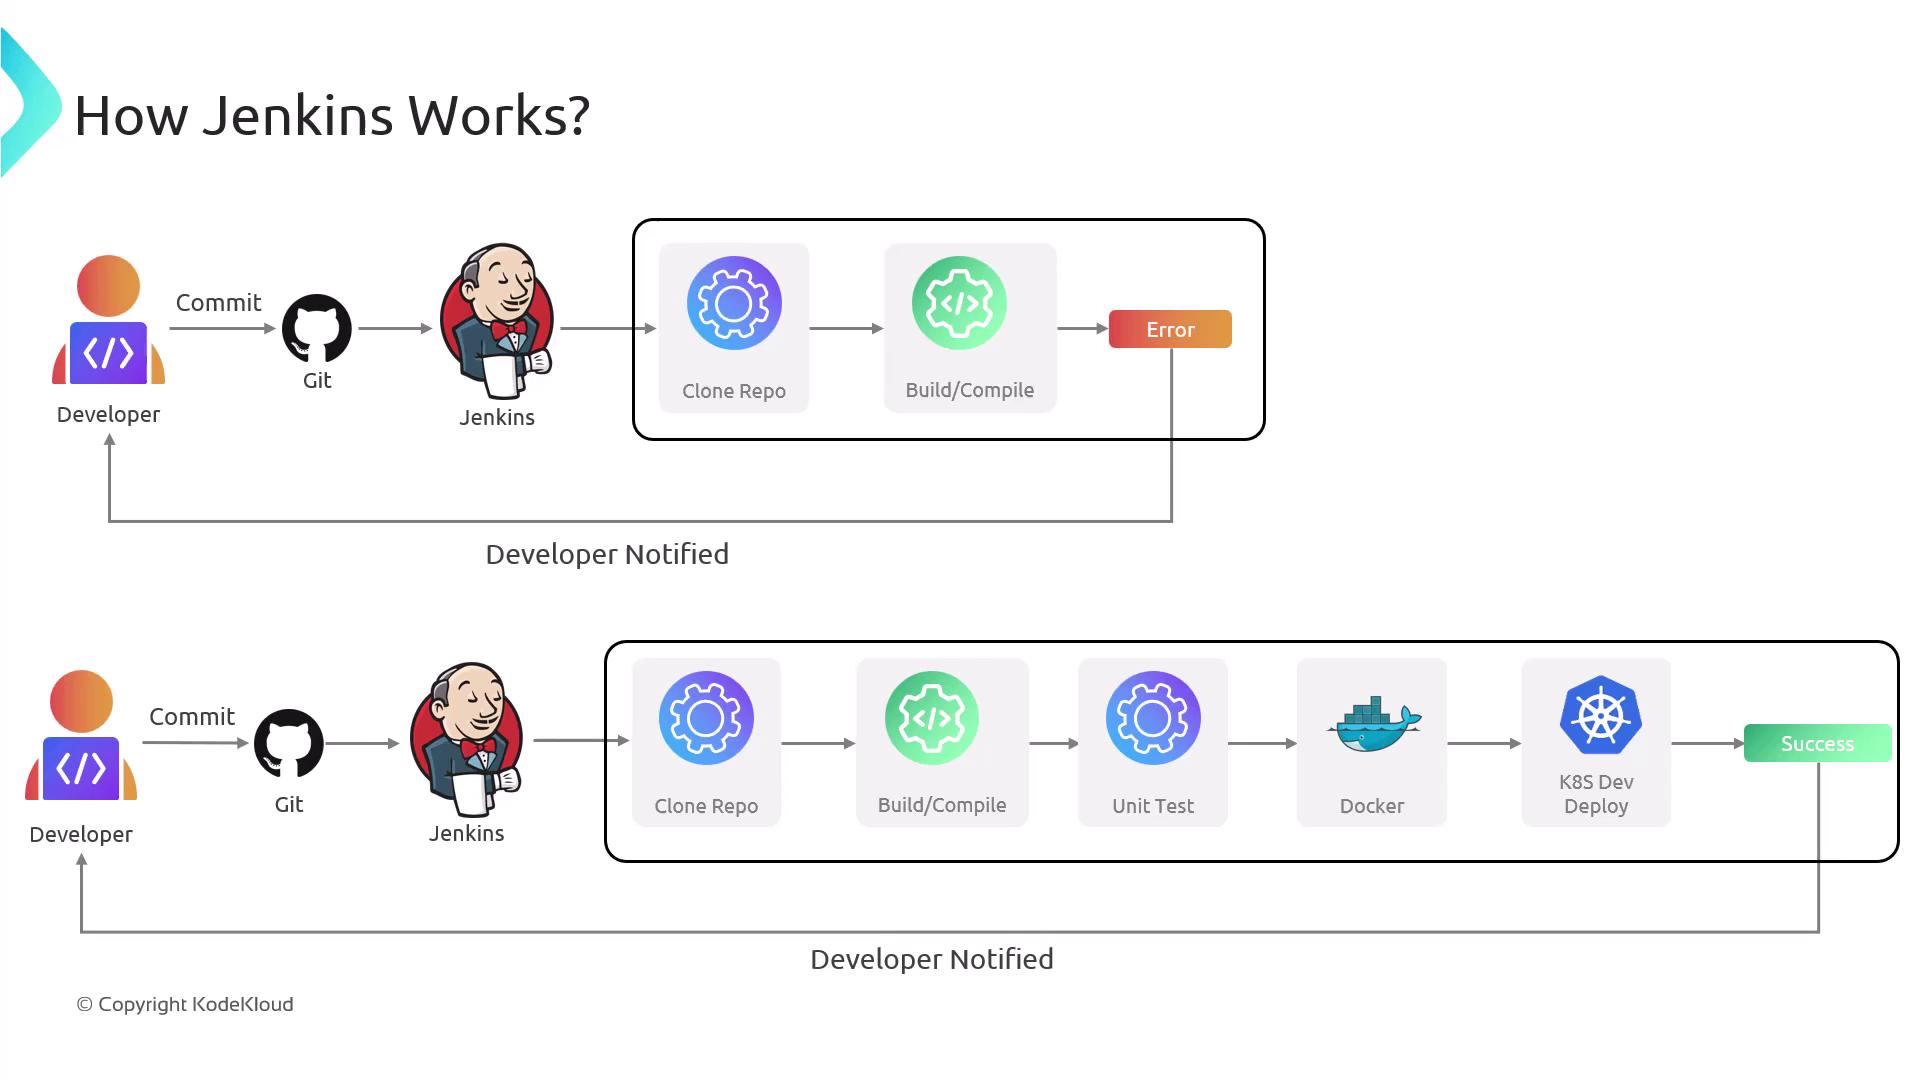 How Jenkins Works?
Commit
Git
Developer
Jenkins
Clone Repo
</>
Build/Compile
Error
</>
Developer Notified
Commit
Git
Developer
Jenkins
Clone Repo
</>
Build/Compile
Unit Test
Docker
K8S Dev
Deploy
Success
</>
Developer Notified
© Copyright KodeKloud